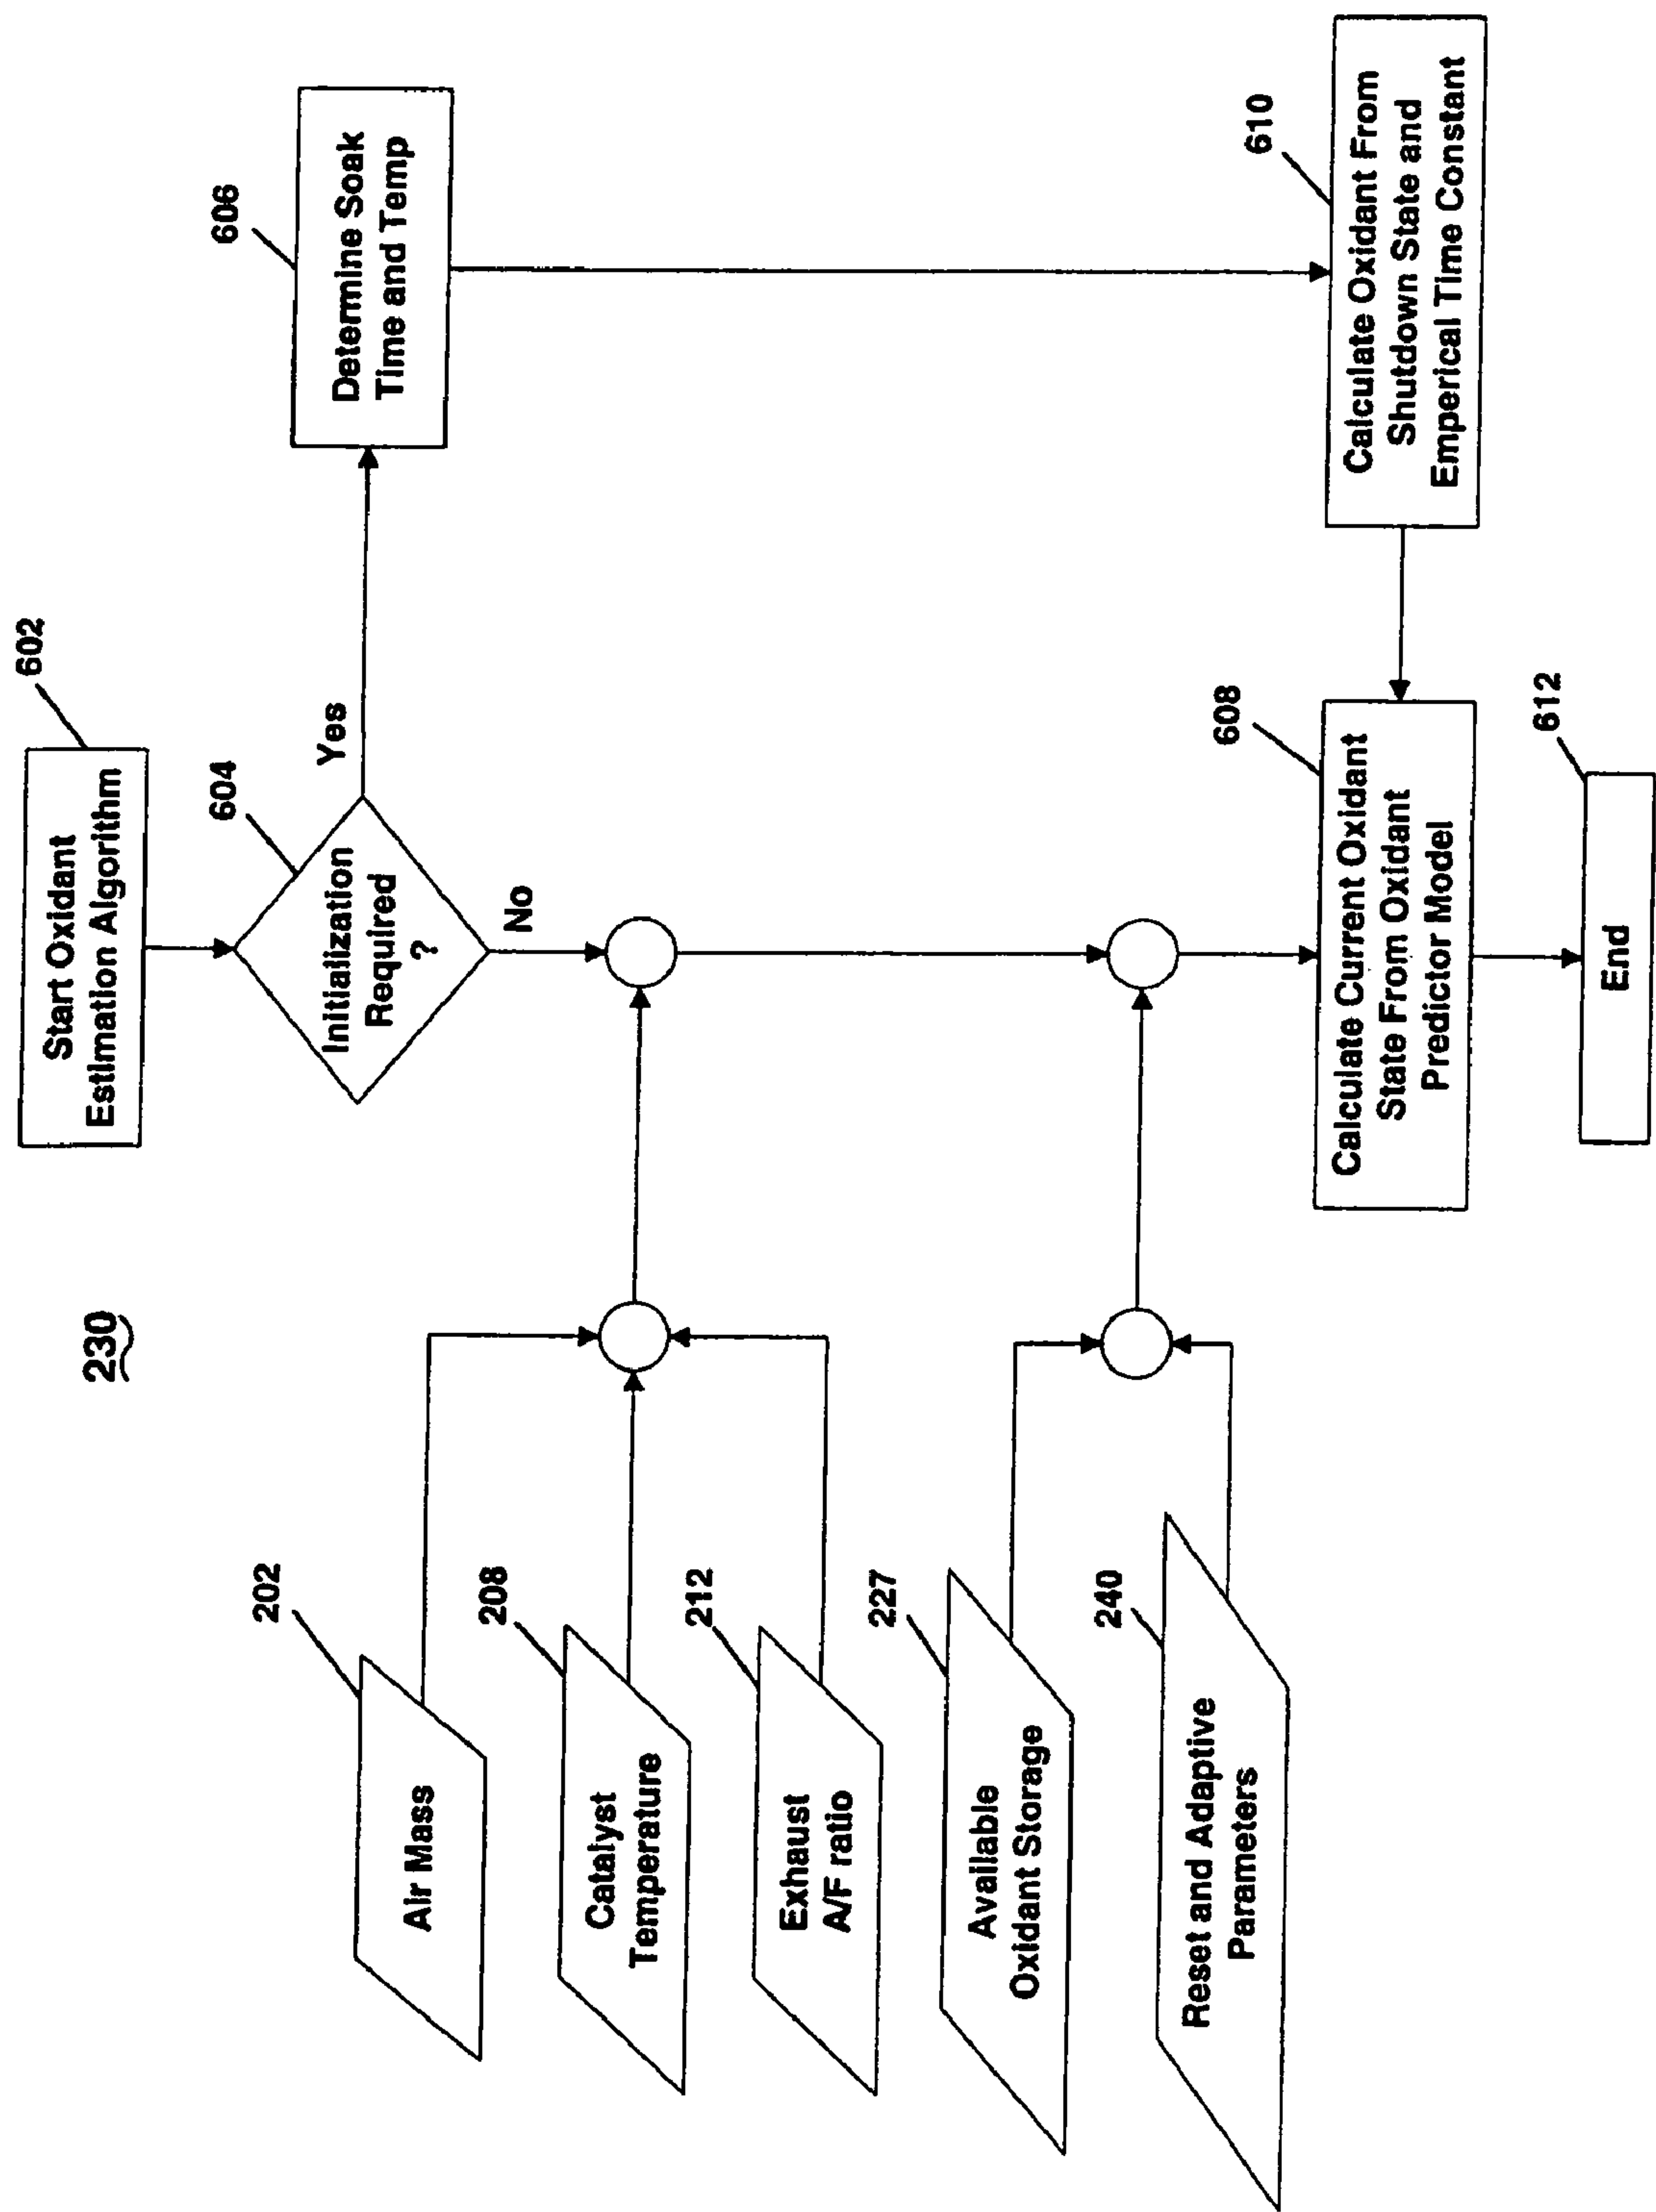 230
602
Start Oxidant
Estimation Algorithm
604
Initialization
Required
?
Yes
No
606
Determine Soak
Time and Temp
202
Air Mass
208
Catalyst
Temperature
212
Exhaust
A/F ratio
227
Available
Oxidant Storage
240
Reset and Adaptive
Parameters
608
Calculate Current Oxidant
State From Oxidant
Predictor Model
610
Calculate Oxidant From
Shutdown State and
Emperical Time Constant
612
End